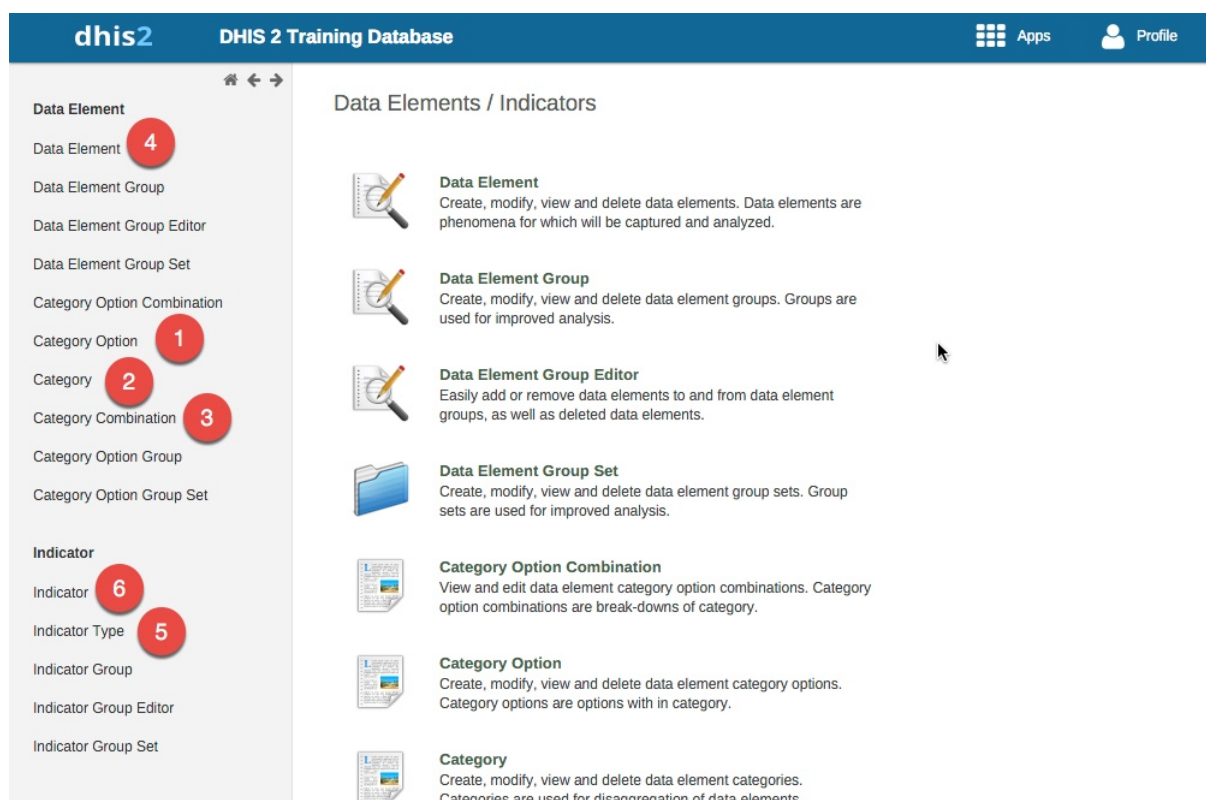 dhis2 DHIS 2 Training Database Apps Profile
Data Element
Data Element 4
Data Element Group
Data Element Group Editor
Data Element Group Set
Category Option Combination
Category Option 1
Category 2
Category Combination 3
Category Option Group
Category Option Group Set
Indicator
Indicator 6
Indicator Type 5
Indicator Group
Indicator Group Editor
Indicator Group Set
Data Elements / Indicators
Data Element
Create, modify, view and delete data elements. Data elements are
phenomena for which will be captured and analyzed.
Data Element Group
Create, modify, view and delete data element groups. Groups are
used for improved analysis.
Data Element Group Editor
Easily add or remove data elements to and from data element
groups, as well as deleted data elements.
Data Element Group Set
Create, modify, view and delete data element group sets. Group
sets are used for improved analysis.
Category Option Combination
View and edit data element category option combinations. Category
option combinations are break-downs of category.
Category Option
Create, modify, view and delete data element category options.
Category options are options with in category.
Category
Create, modify, view and delete data element categories.
Categories are used for disaggregation of data elements